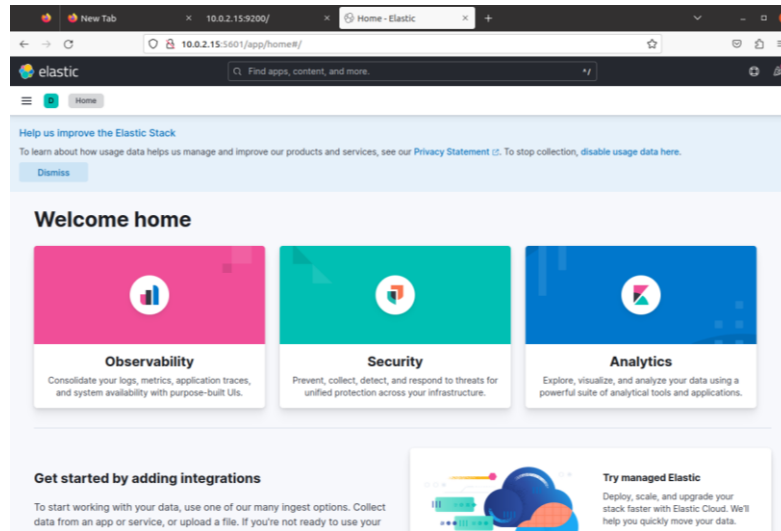 New Tab
10.0.2.15:9200/
Home - Elastic
10.0.2.15:5601/app/home#/
elastic
Find apps, content, and more.
^/
D
Home
Help us improve the Elastic Stack
To learn about how usage data helps us manage and improve our products and services, see our Privacy Statement. To stop collection, disable usage data here.
Dismiss
Welcome home
Observability
Consolidate your logs, metrics, application traces,
and system availability with purpose-built UIs.
Security
Prevent, collect, detect, and respond to threats for
unified protection across your infrastructure.
Analytics
Explore, visualize, and analyze your data using a
powerful suite of analytical tools and applications.
Get started by adding integrations
To start working with your data, use one of our many ingest options. Collect
data from an app or service, or upload a file. If you're not ready to use your
Try managed Elastic
Deploy, scale, and upgrade your
stack faster with Elastic Cloud. We'll
help you quickly move your data.